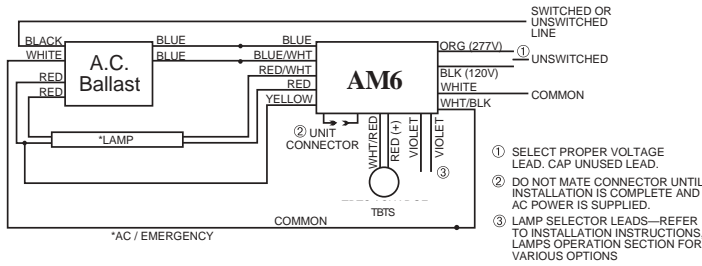 SWITCHED OR
UNSWITCHED
LINE
BLACK
BLUE
BLUE
ORG (277V)
①
WHITE
BLUE
BLUE/WHT
UNSWITCHED
A.C.
Ballast
RED/WHT
AM6
BLK (120V)
RED
RED
WHITE
COMMON
RED
YELLOW
WHT/BLK
*LAMP
② UNIT
CONNECTOR
WHT/RED
RED (+)
VIOLET
VIOLET
③
TBTS
COMMON
*AC / EMERGENCY
① SELECT PROPER VOLTAGE
LEAD. CAP UNUSED LEAD.
② DO NOT MATE CONNECTOR UNTIL
INSTALLATION IS COMPLETE AND
AC POWER IS SUPPLIED.
③ LAMP SELECTOR LEADS—REFER
TO INSTALLATION INSTRUCTIONS,
LAMPS OPERATION SECTION FOR
VARIOUS OPTIONS